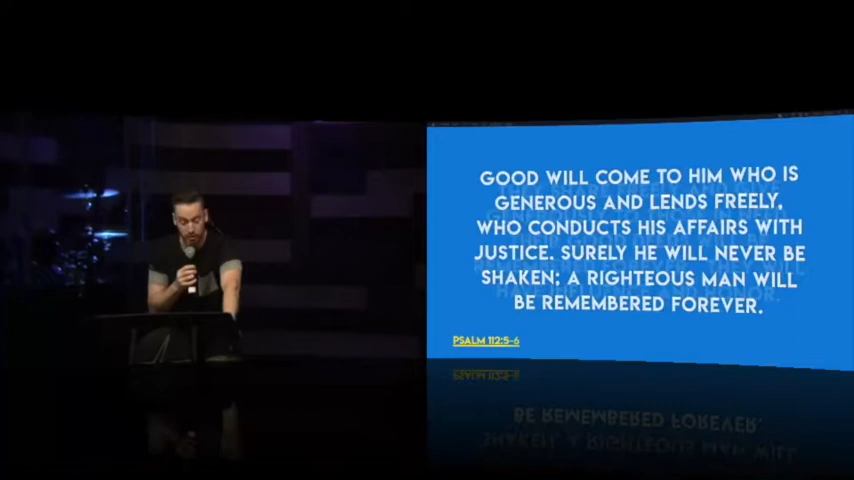 GOOD WILL COME TO HIM WHO IS
GENEROUS AND LENDS FREELY,
WHO CONDUCTS HIS AFFAIRS WITH
JUSTICE. SURELY HE WILL NEVER BE
SHAKEN; A RIGHTEOUS MAN WILL
BE REMEMBERED FOREVER.
PSALM 112:5-6